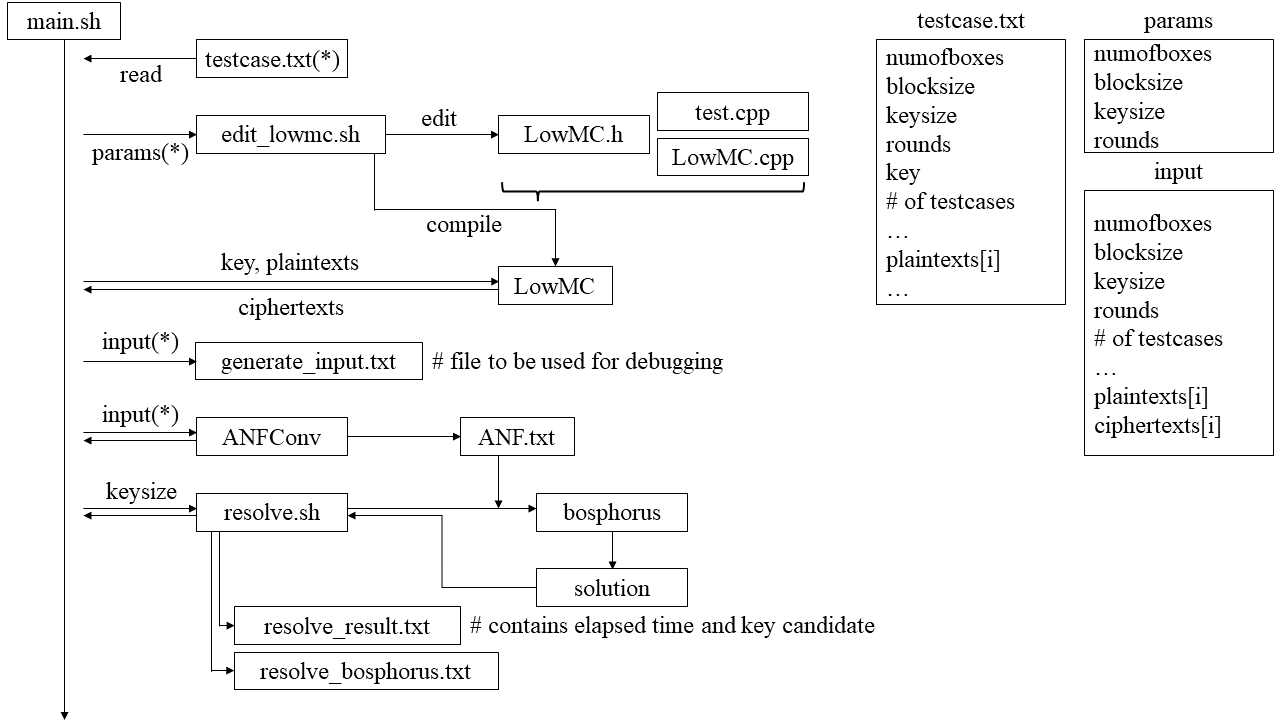 main.sh
testcase.txt(*)
read
params(*)
edit_lowmc.sh
edit
LowMC.h
test.cpp
LowMC.cpp
compile
key, plaintexts
LowMC
ciphertexts
input(*)
generate_input.txt
# file to be used for debugging
input(*)
ANFConv
ANF.txt
keysize
resolve.sh
bosphorus
solution
resolve_result.txt
# contains elapsed time and key candidate
resolve_bosphorus.txt
testcase.txt
numofboxes
blocksize
keysize
rounds
key
# of testcases
…
plaintexts[i]
…
params
numofboxes
blocksize
keysize
rounds
input
numofboxes
blocksize
keysize
rounds
# of testcases
…
plaintexts[i]
ciphertexts[i]